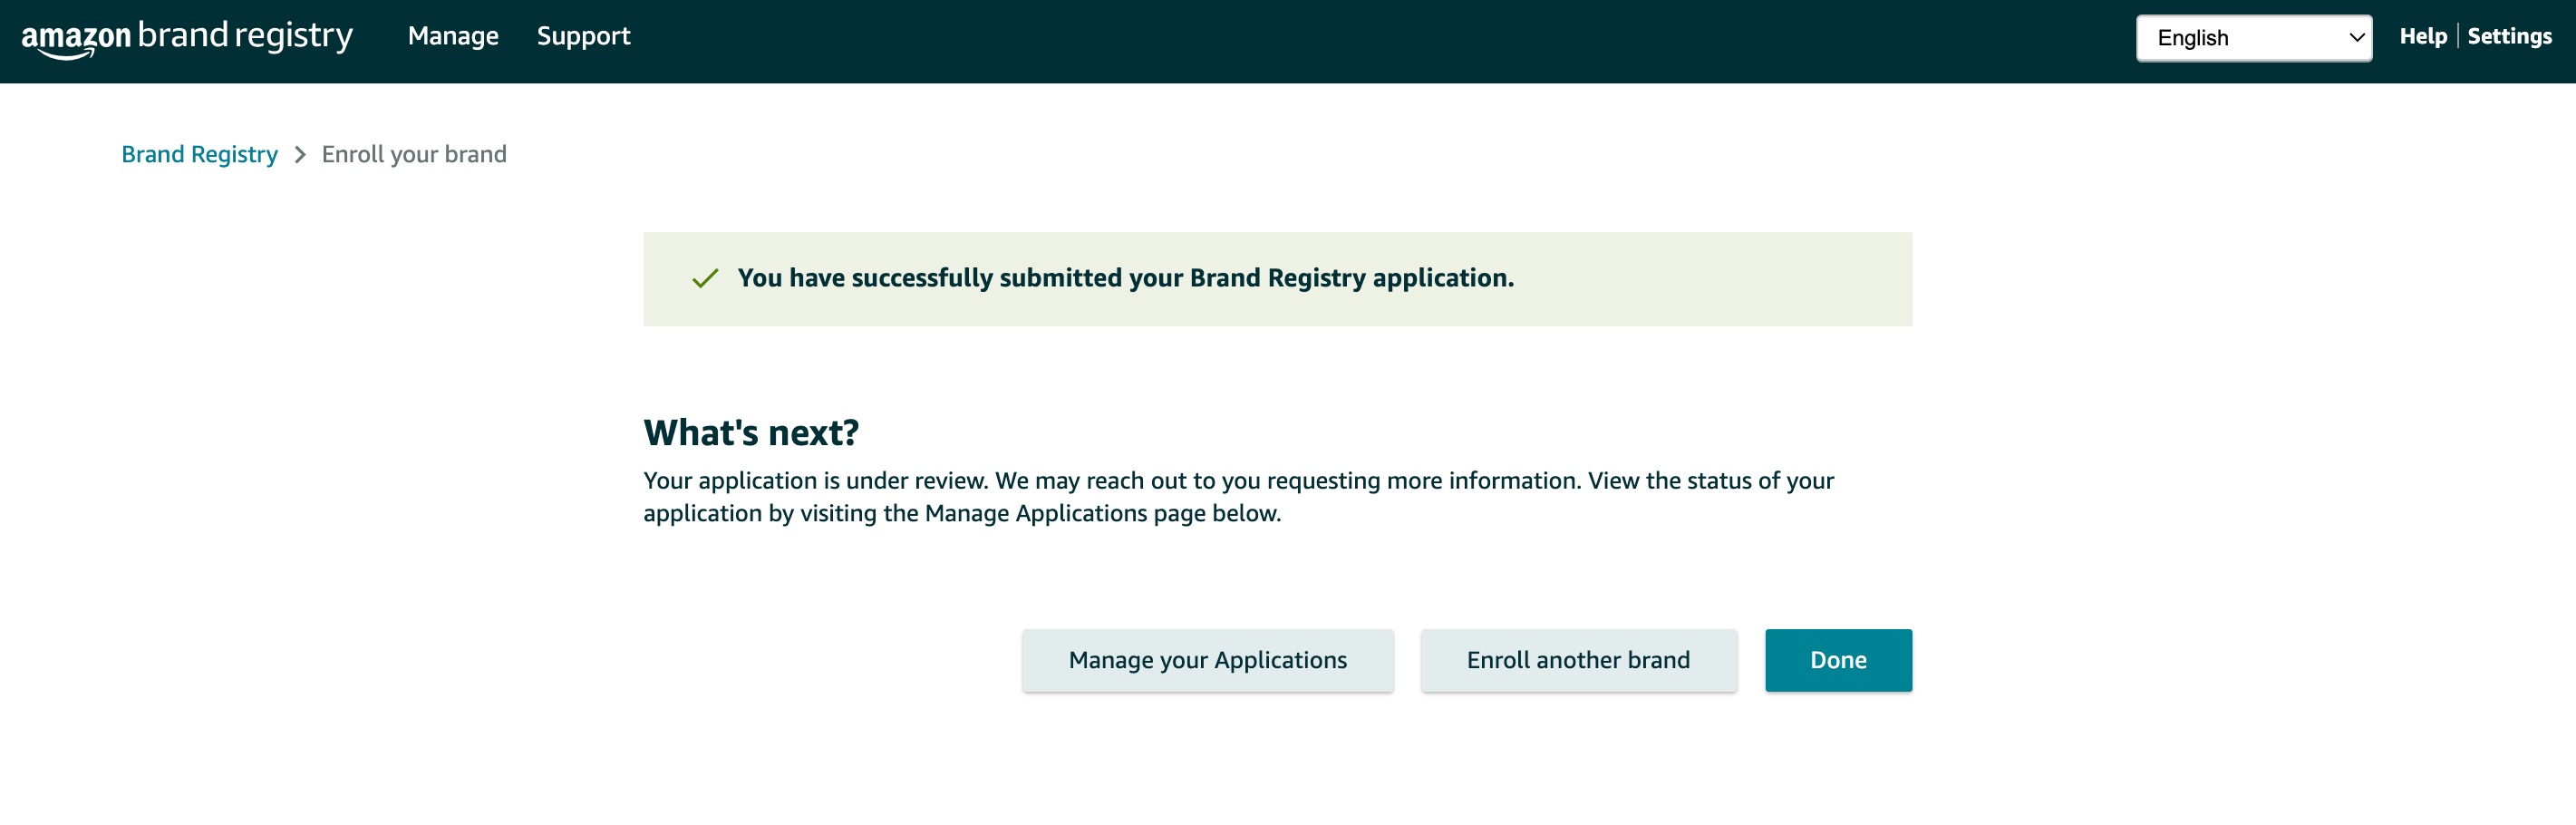 amazon brand registry Manage Support English Help Settings
Brand Registry > Enroll your brand
You have successfully submitted your Brand Registry application.
What's next?
Your application is under review. We may reach out to you requesting more information. View the status of your
application by visiting the Manage Applications page below.
Manage your Applications Enroll another brand Done